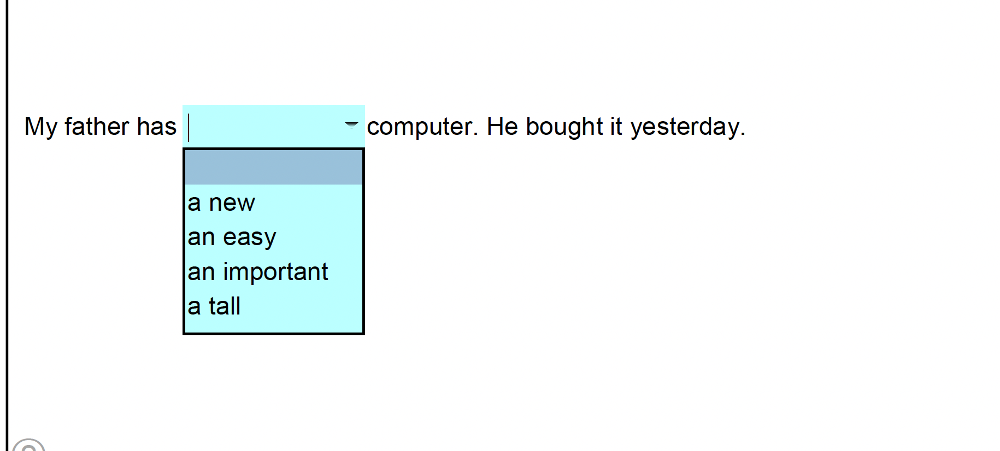 My father has computer. He bought it yesterday.
a new
an easy
an important
a tall